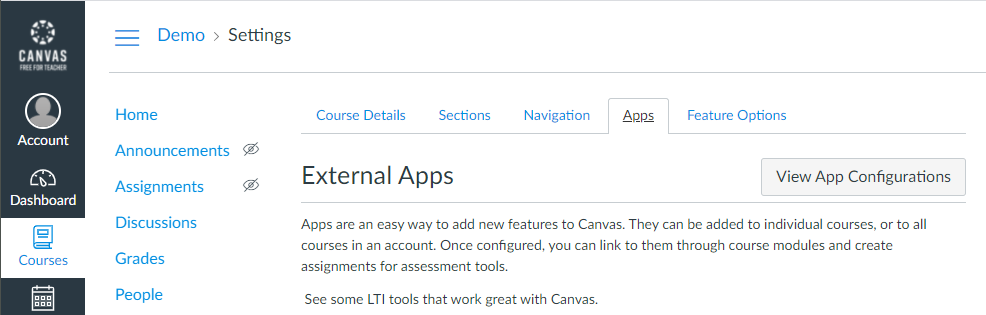 CANVAS
FREE FOR TEACHER
Account
Dashboard
Courses
Demo > Settings
Home
Announcements
Assignments
Discussions
Grades
People
Course Details Sections Navigation Apps Feature Options
External Apps
View App Configurations
Apps are an easy way to add new features to Canvas. They can be added to individual courses, or to all
courses in an account. Once configured, you can link to them through course modules and create
assignments for assessment tools.
See some LTI tools that work great with Canvas.